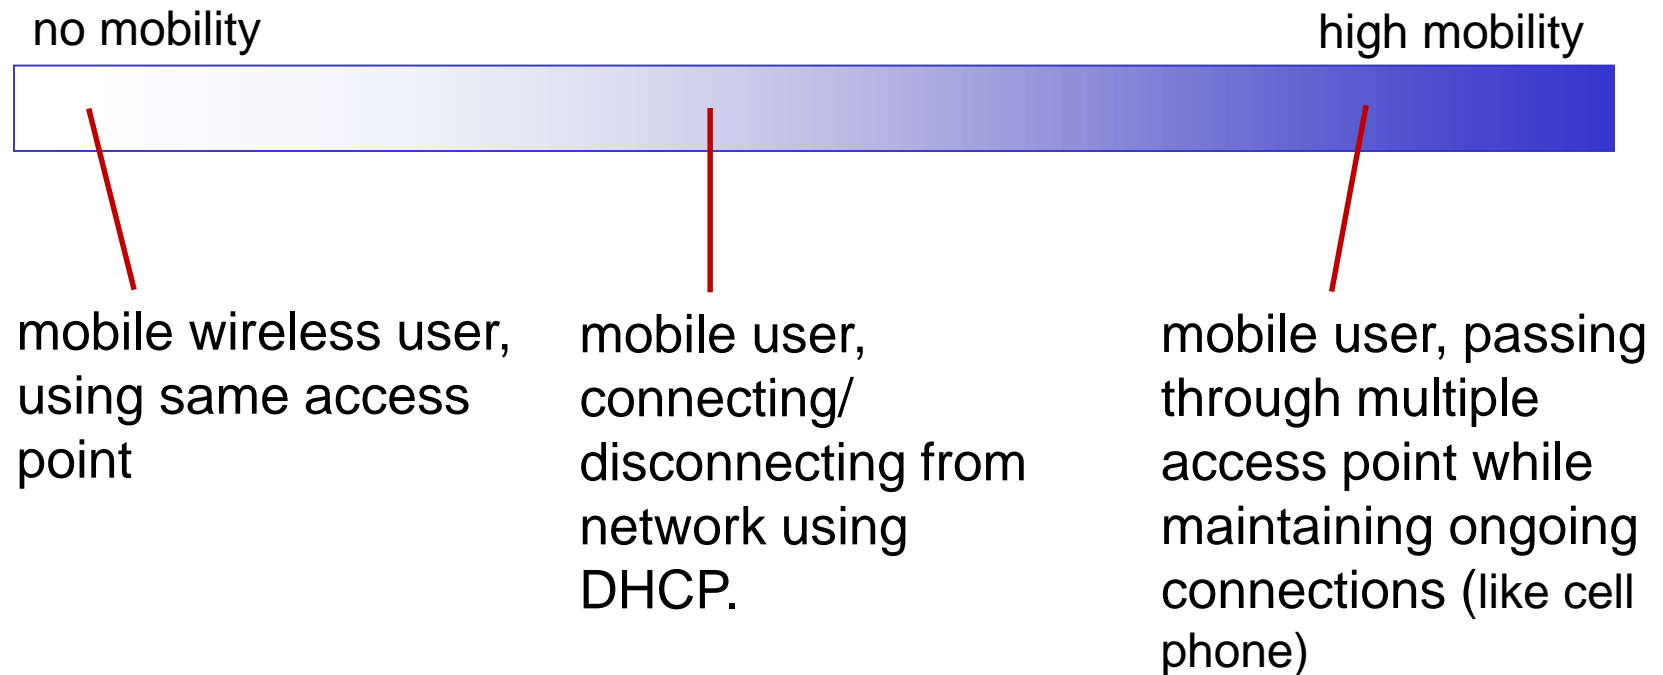 no mobility
high mobility
mobile wireless user,
using same access
point
mobile user,
connecting/
disconnecting from
network using
DHCP.
mobile user, passing
through multiple
access point while
maintaining ongoing
connections (like cell
phone)